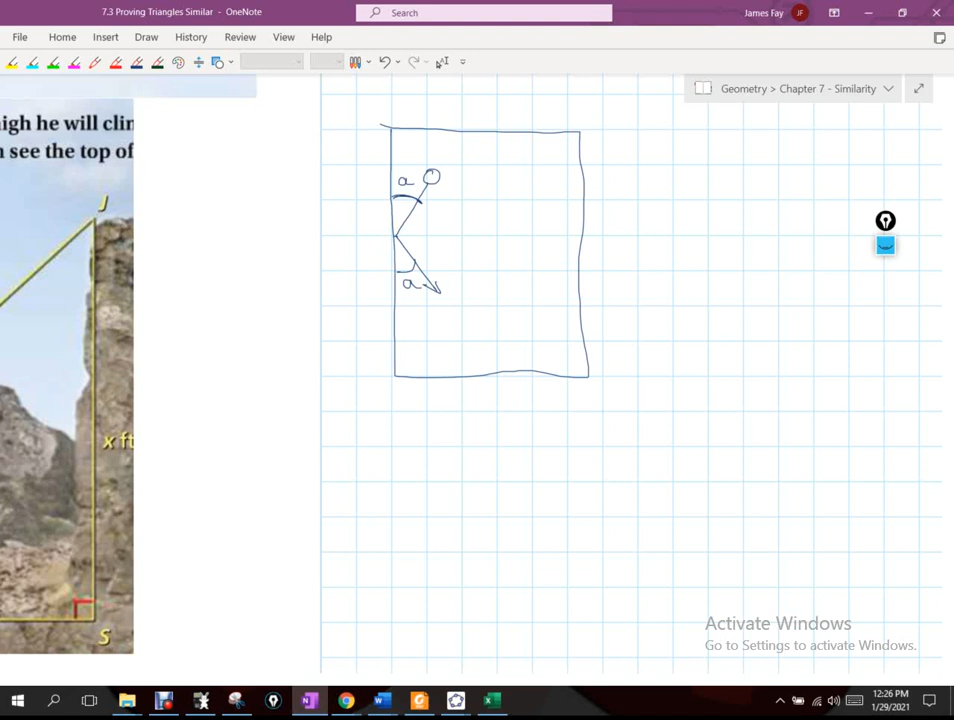 7.3 Proving Triangles Similar - OneNote
Search
James Fay
JF
File Home Insert Draw History Review View Help
Geometry > Chapter 7 - Similarity
igh he will clin
see the top of
J
x ft
S
a
a
Activate Windows
Go to Settings to activate Windows.
12:26 PM
1/29/2021